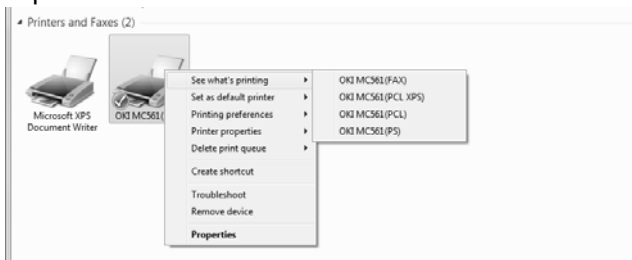 Printers and Faxes (2)
Microsoft XPS
Document Writer
OKI MC561(
See what's printing
Set as default printer
Printing preferences
Printer properties
Delete print queue
Create shortcut
Troubleshoot
Remove device
Properties
OKI MC561(FAX)
OKI MC561(PCL XPS)
OKI MC561(PCL)
OKI MC561(PS)